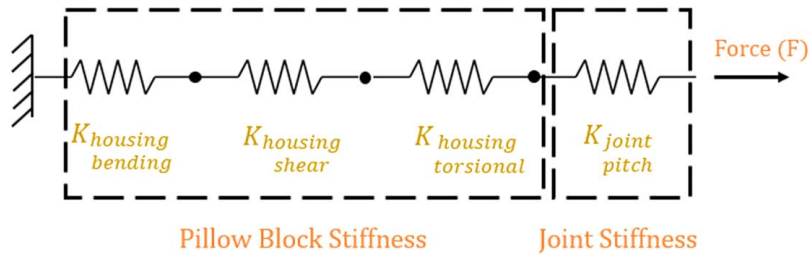 Force (F)
K housing bending
K housing shear
K housing torsional
K joint pitch
Pillow Block Stiffness
Joint Stiffness